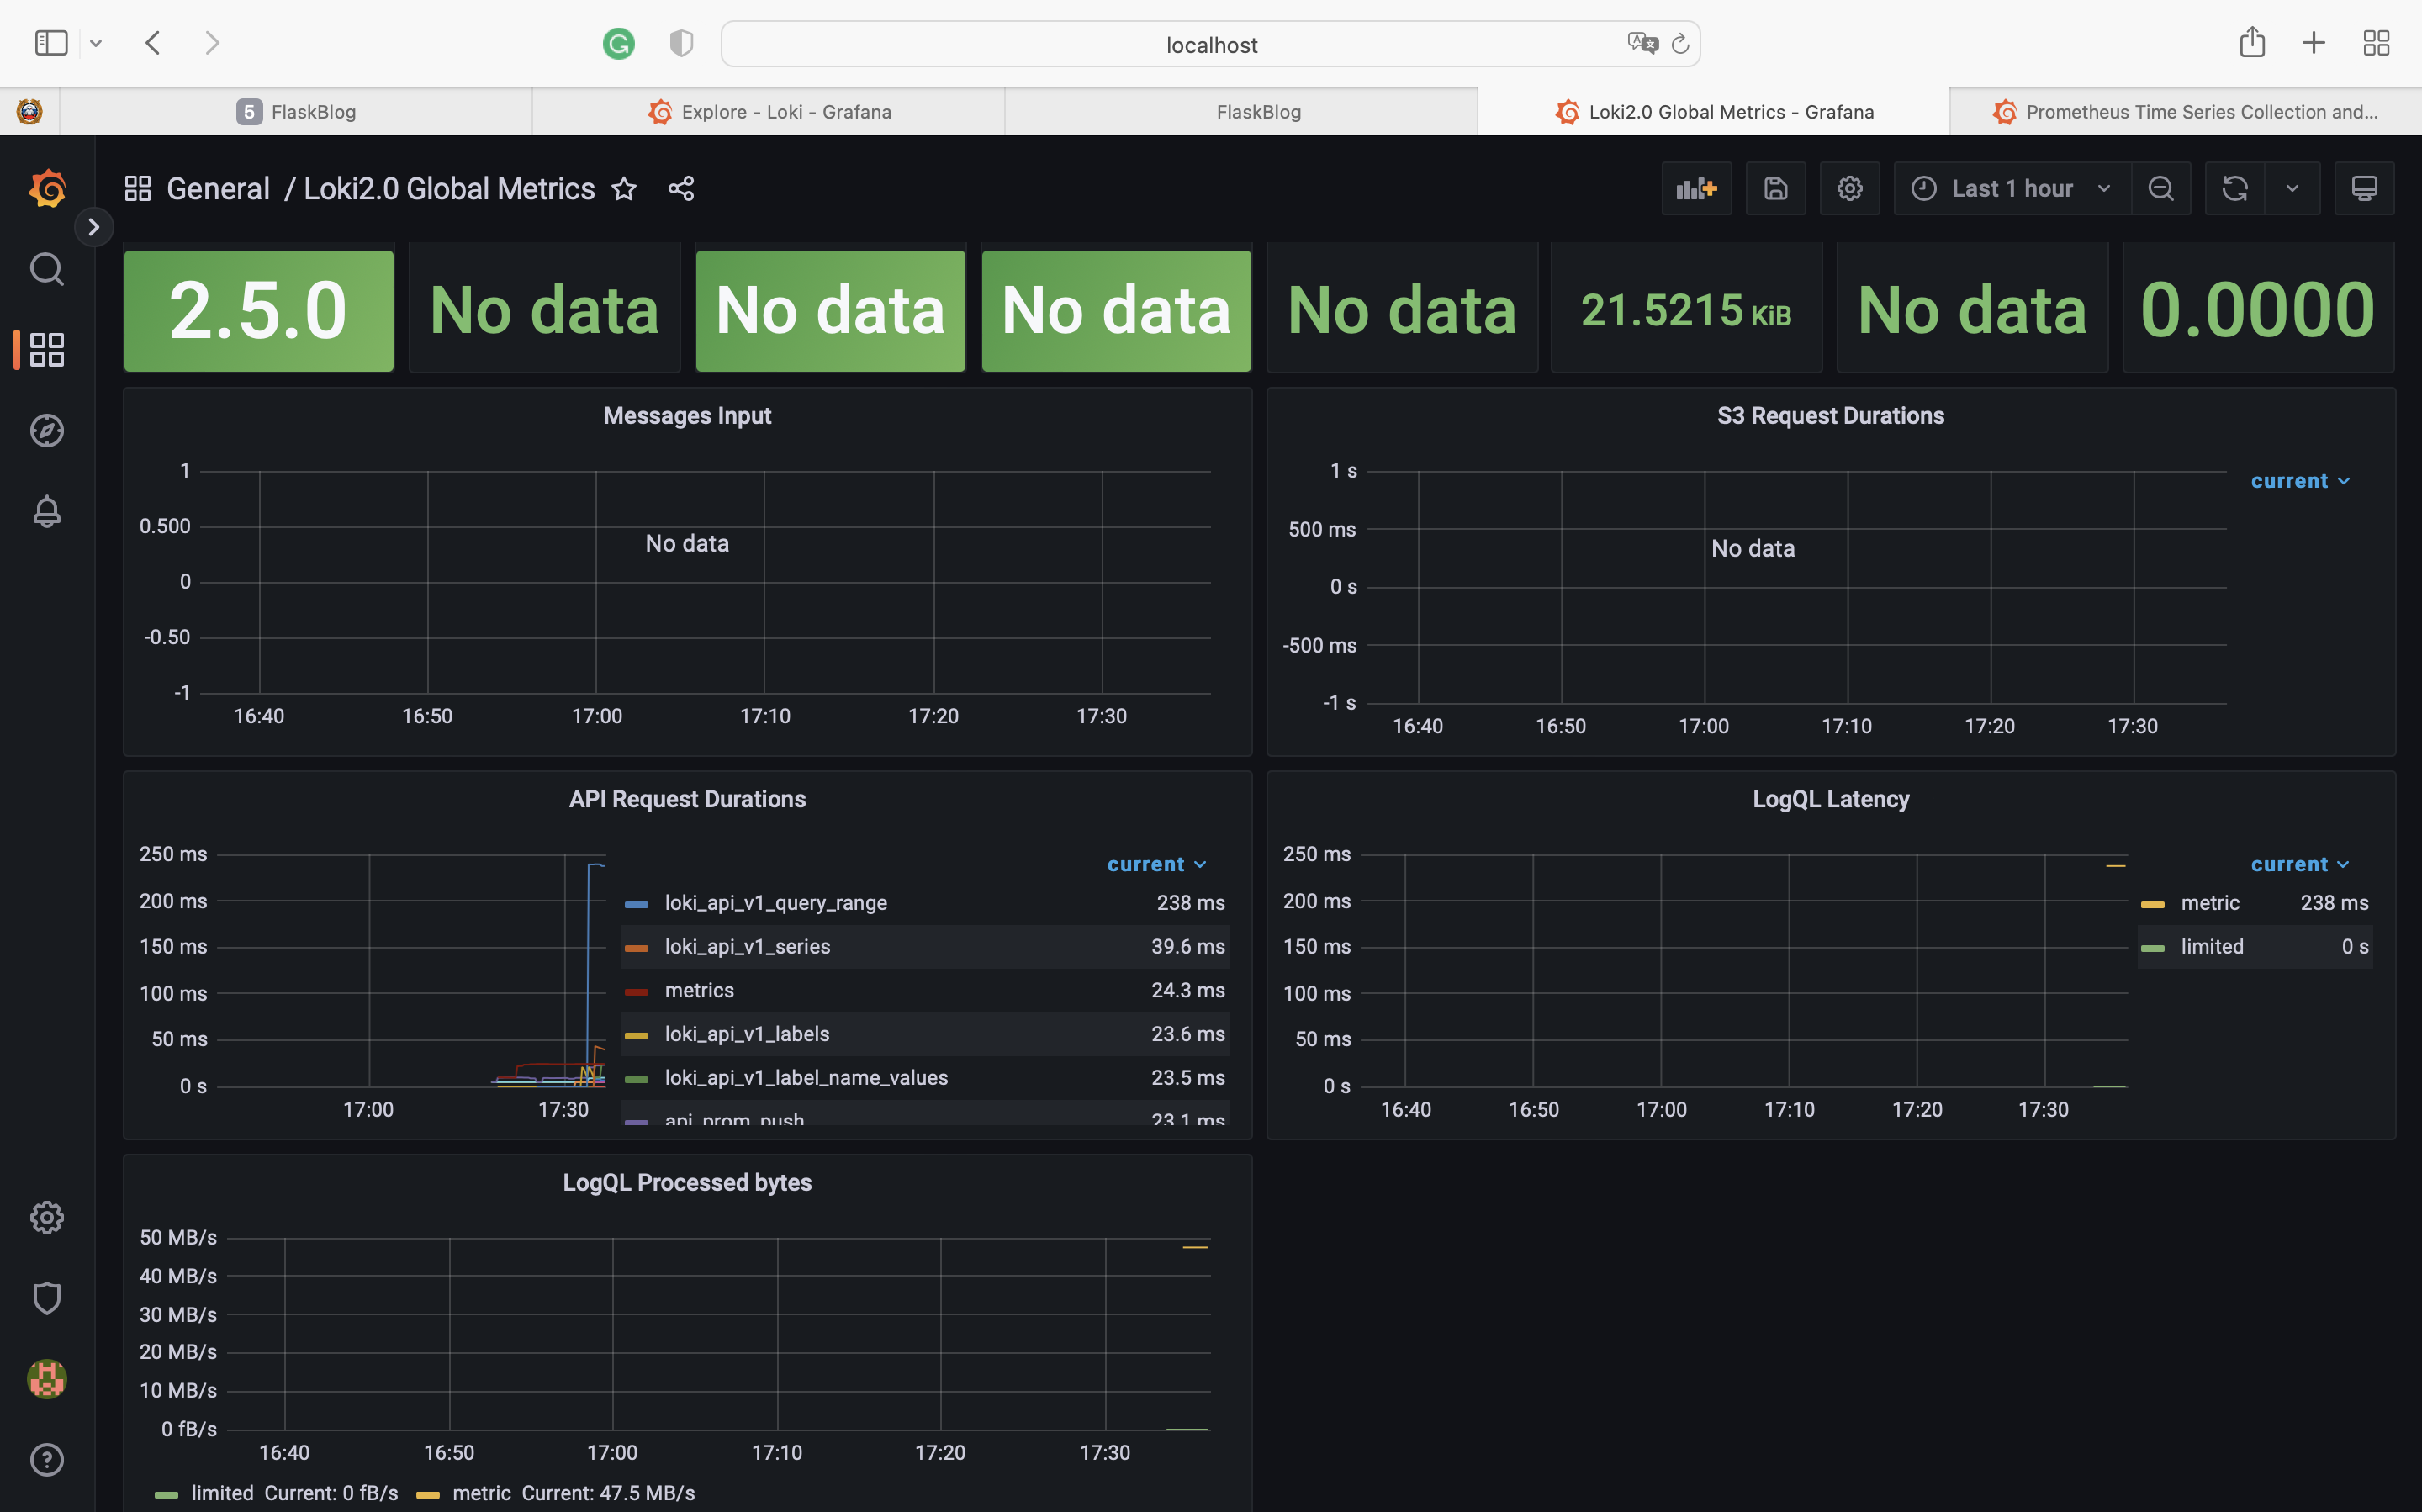 localhost
5 FlaskBlog
Explore - Loki - Grafana
FlaskBlog
Loki2.0 Global Metrics - Grafana
Prometheus Time Series Collection and...
General / Loki2.0 Global Metrics
Last 1 hour
2.5.0
No data
No data
No data
No data
21.5215 KiB
No data
0.0000
Messages Input
1
0.500
0
-0.50
-1
No data
16:40 16:50 17:00 17:10 17:20 17:30
S3 Request Durations
1 s
500 ms
0 s
-500 ms
-1 s
No data
current
16:40 16:50 17:00 17:10 17:20 17:30
API Request Durations
250 ms
200 ms
150 ms
100 ms
50 ms
0 s
17:00 17:30
current
loki_api_v1_query_range 238 ms
loki_api_v1_series 39.6 ms
metrics 24.3 ms
loki_api_v1_labels 23.6 ms
loki_api_v1_label_name_values 23.5 ms
api_prom_push 23.1 ms
LogQL Latency
250 ms
200 ms
150 ms
100 ms
50 ms
0 s
16:40 16:50 17:00 17:10 17:20 17:30
current
metric 238 ms
limited 0 s
LogQL Processed bytes
50 MB/s
40 MB/s
30 MB/s
20 MB/s
10 MB/s
0 fB/s
16:40 16:50 17:00 17:10 17:20 17:30
limited Current: 0 fB/s metric Current: 47.5 MB/s